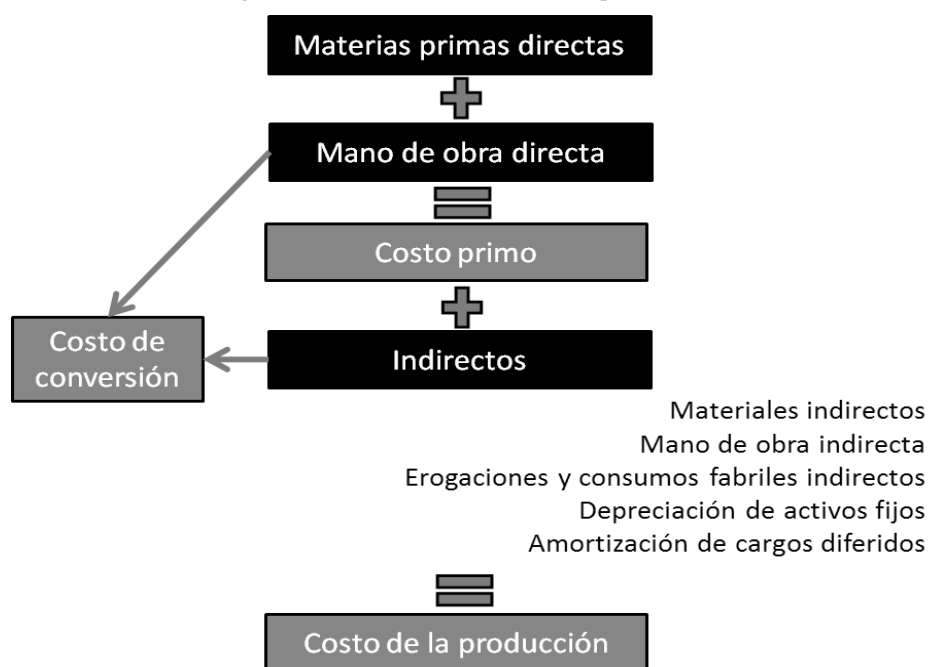 Materias primas directas
Mano de obra directa
Costo primo
Costo de
conversión
Indirectos
Materiales indirectos
Mano de obra indirecta
Erogaciones y consumos fabriles indirectos
Depreciación de activos fijos
Amortización de cargos diferidos
Costo de la producción